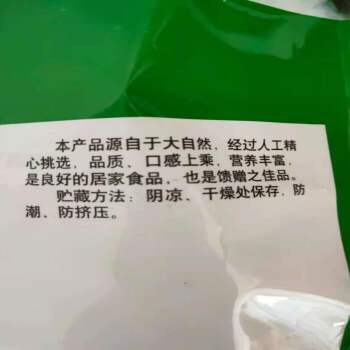 本产品源自于大自然，经过人工精
心挑选，品质、口感上乘，营养丰富，
是良好的居家食品，也是馈赠之佳品。
贮藏方法：阴凉、干燥处保存，防
潮、防挤压。